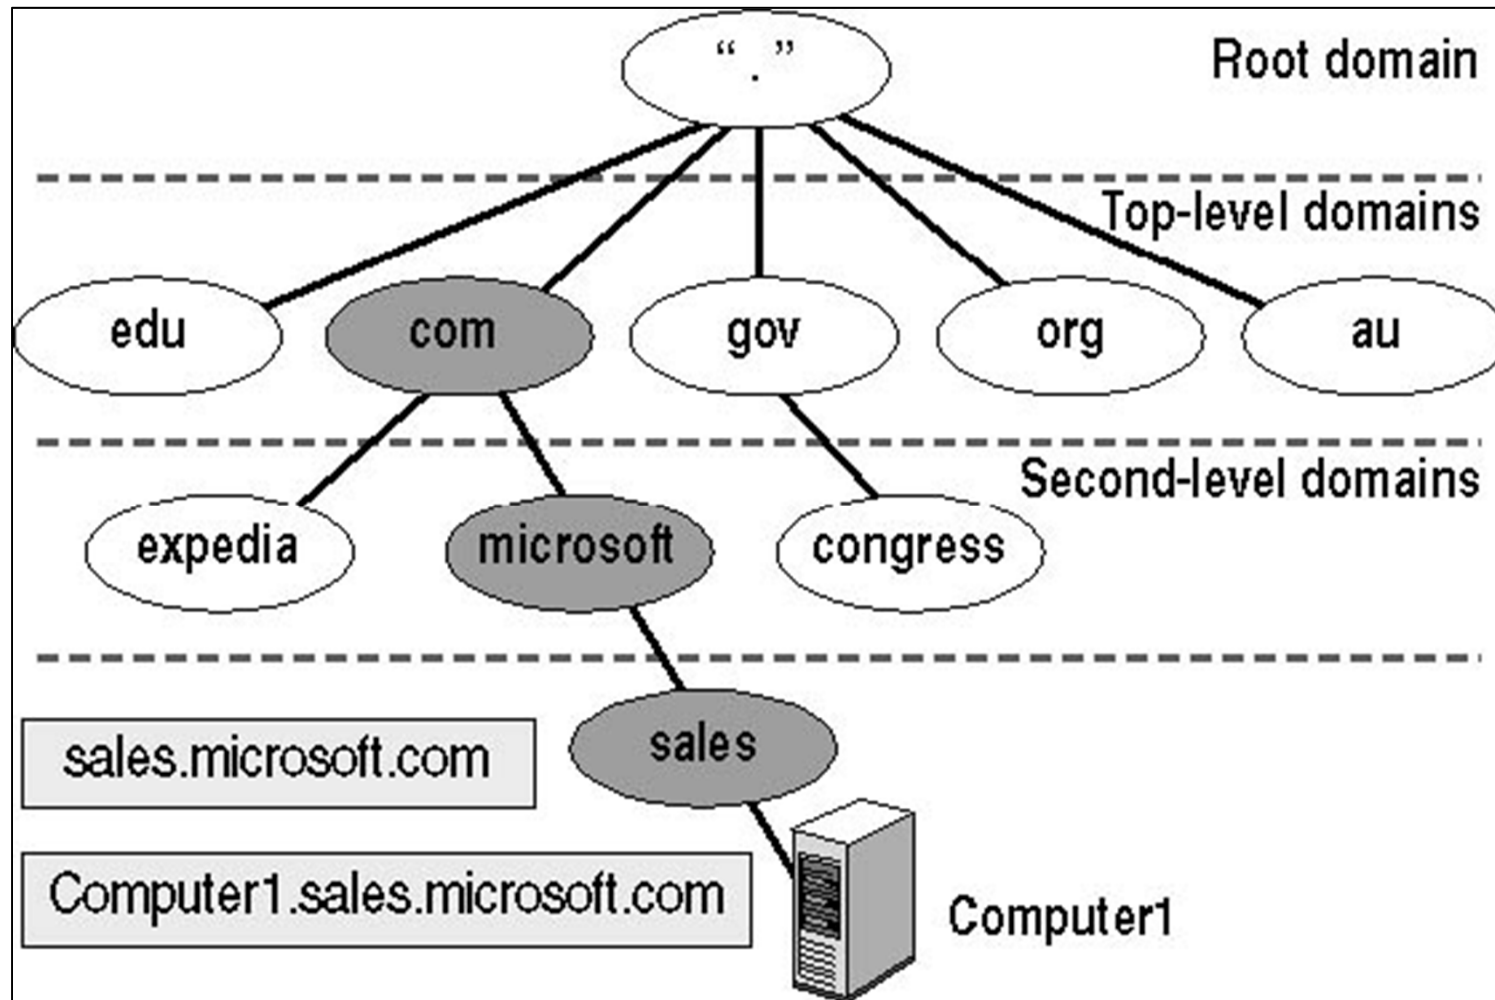 “ . ”
Root domain
Top-level domains
edu com gov org au
Second-level domains
expedia microsoft congress
sales
sales.microsoft.com
Computer1.sales.microsoft.com
Computer1